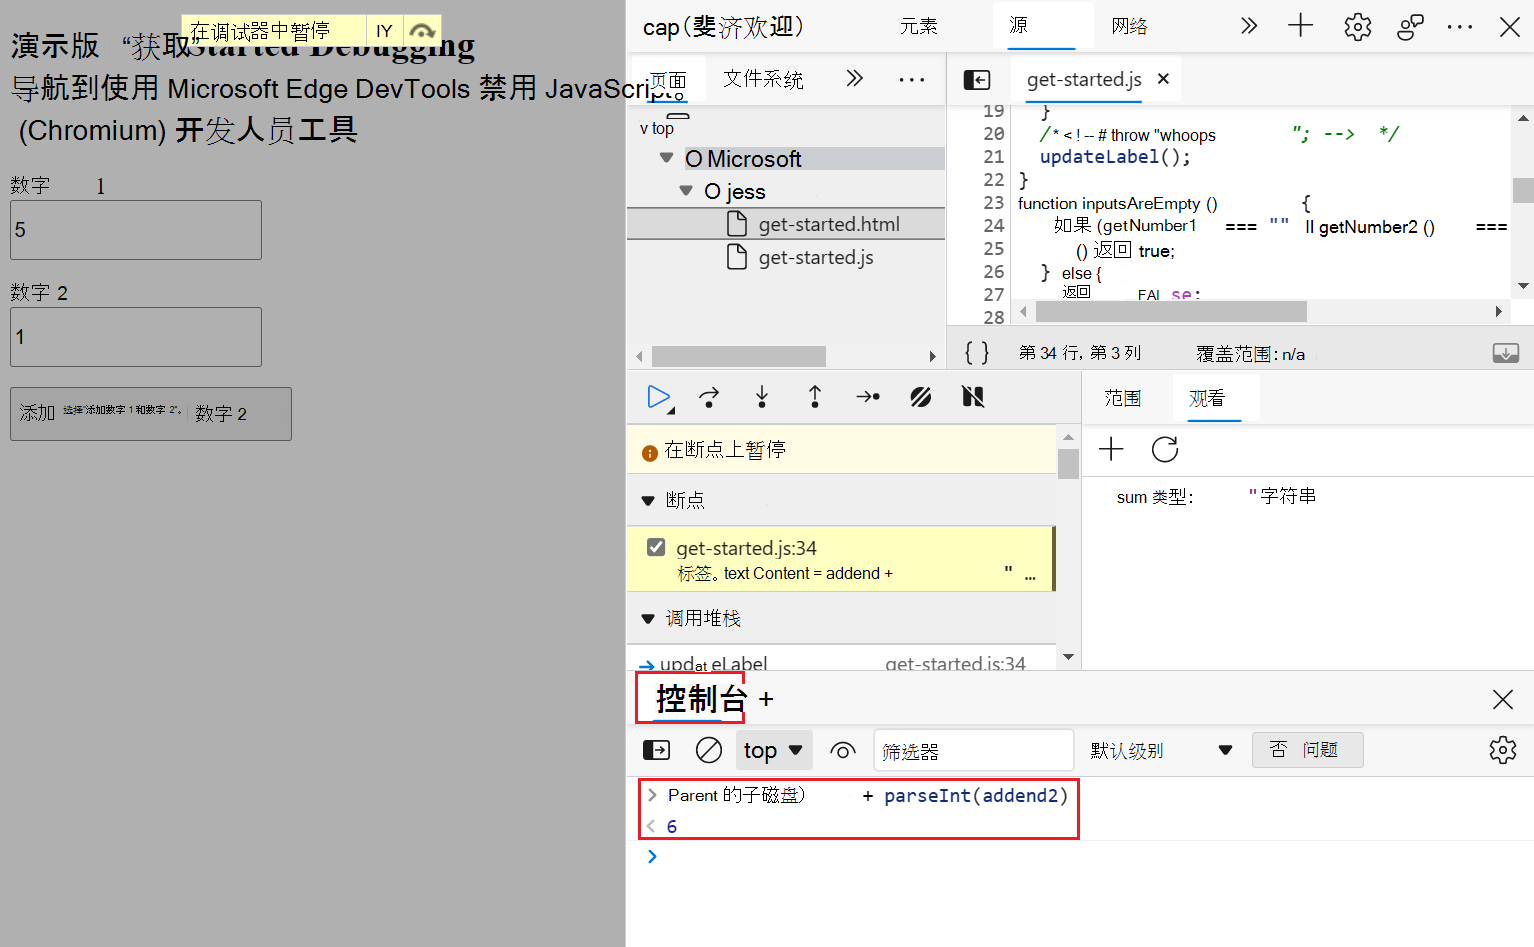 在调试器中暂停 IY
演示版 “获取”Started Debugging
导航到使用 Microsoft Edge DevTools 禁用 JavaScript。
(Chromium) 开发人员工具
数字 1
5
数字 2
1
添加 选择“添加数字 1 和数字 2”。 数字 2
cap(斐济欢迎) 元素 源 网络
页面 文件系统
v top
O Microsoft
O jess
get-started.html
get-started.js
get-started.js
19 }
20 /* <!-- # throw "whoops "; --> */
21 updateLabel();
22 }
23 function inputsAreEmpty () {
24 如果 (getNumber1 === "" ll getNumber2 () ===
25 () 返回 true;
26 } else {
27 返回 FAl se;
28
{ } 第 34 行, 第 3 列 覆盖范围: n/a
在断点上暂停
断点
get-started.js:34
标签。text Content = addend + " ...
调用堆栈
updat eLabel get-started.js:34
范围 观看
sum 类型: "字符串
控制台 +
top 筛选器 默认级别 否 问题
> Parent 的子磁盘) + parseInt(addend2)
< 6
>